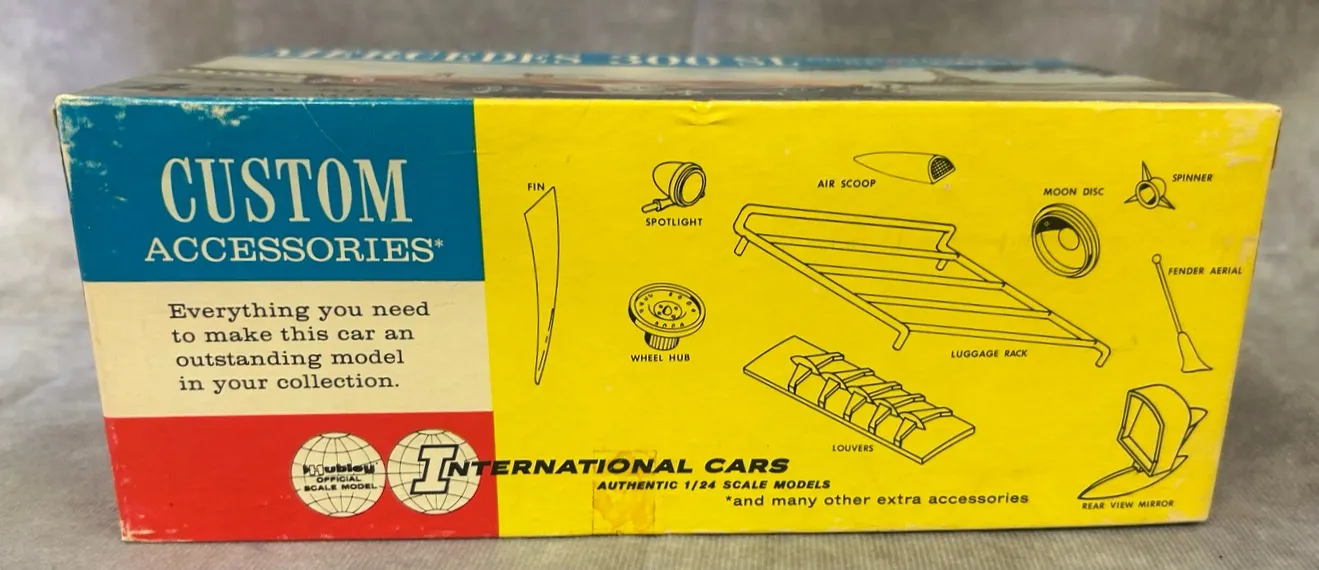 MERCEDES 300 SL
CUSTOM
ACCESSORIES*
Everything you need
to make this car an
outstanding model
in your collection.
Hubley
OFFICIAL
SCALE MODEL
INTERNATIONAL CARS
AUTHENTIC 1/24 SCALE MODELS
*and many other extra accessories
FIN
SPOTLIGHT
AIR SCOOP
MOON DISC
SPINNER
FENDER AERIAL
WHEEL HUB
LUGGAGE RACK
LOUVERS
REAR VIEW MIRROR